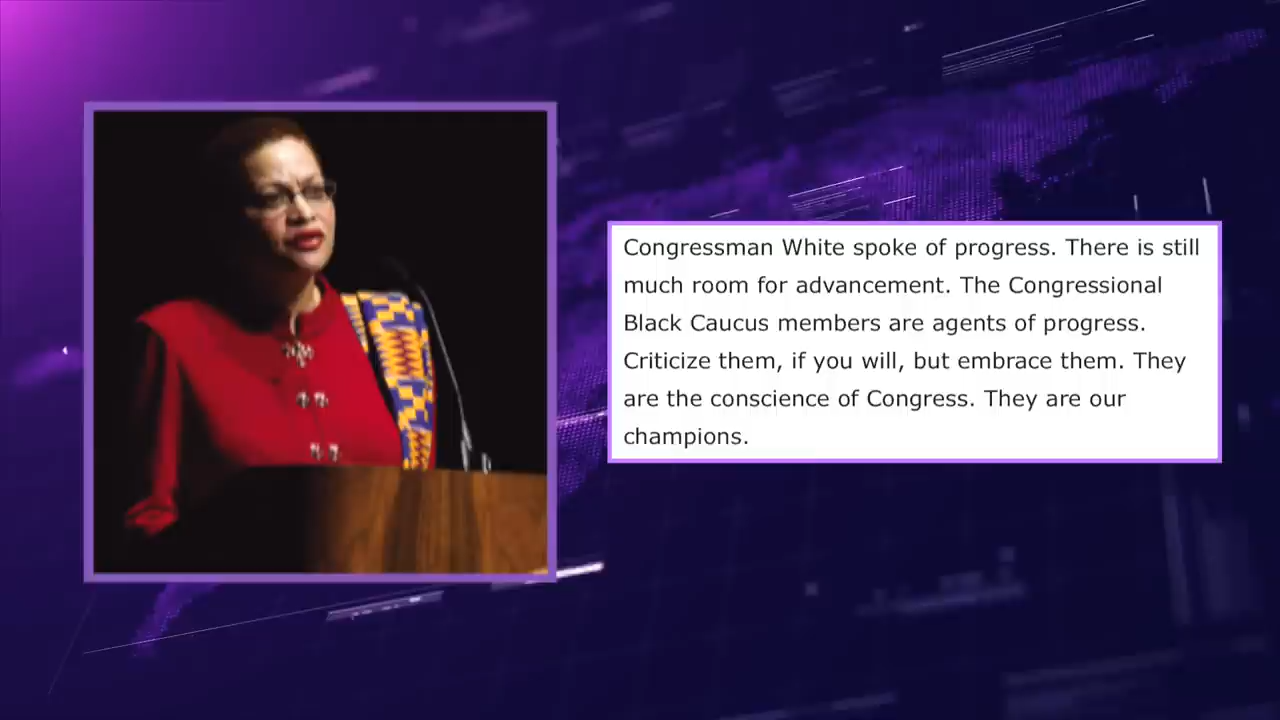 Congressman White spoke of progress. There is still
much room for advancement. The Congressional
Black Caucus members are agents of progress.
Criticize them, if you will, but embrace them. They
are the conscience of Congress. They are our
champions.